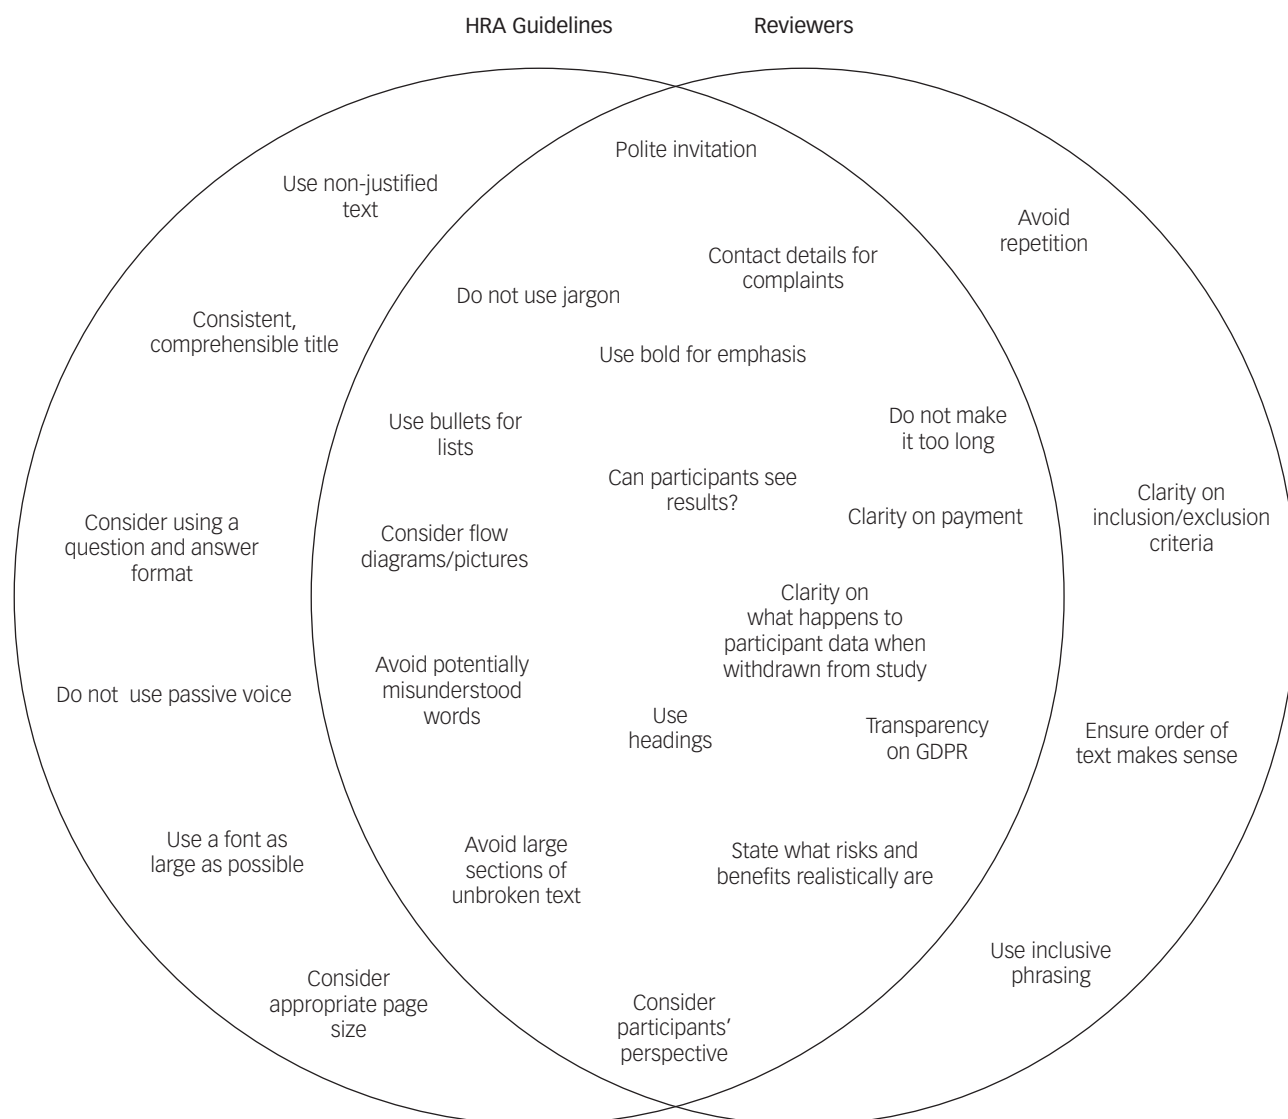 HRA Guidelines
Reviewers
Polite invitation
Use non-justified
text
Avoid
repetition
Contact details for
complaints
Do not use jargon
Consistent,
comprehensible title
Use bold for emphasis
Use bullets for
lists
Do not make
it too long
Can participants see
results?
Clarity on
inclusion/exclusion
criteria
Clarity on payment
Consider using a
question and answer
format
Consider flow
diagrams/pictures
Clarity on
what happens to
participant data when
withdrawn from study
Avoid potentially
misunderstood
words
Do not use passive voice
Use
headings
Transparency
on GDPR
Ensure order of
text makes sense
Use a font as
large as possible
Avoid large
sections of
unbroken text
State what risks and
benefits realistically are
Use inclusive
phrasing
Consider
appropriate page
size
Consider
participants’
perspective